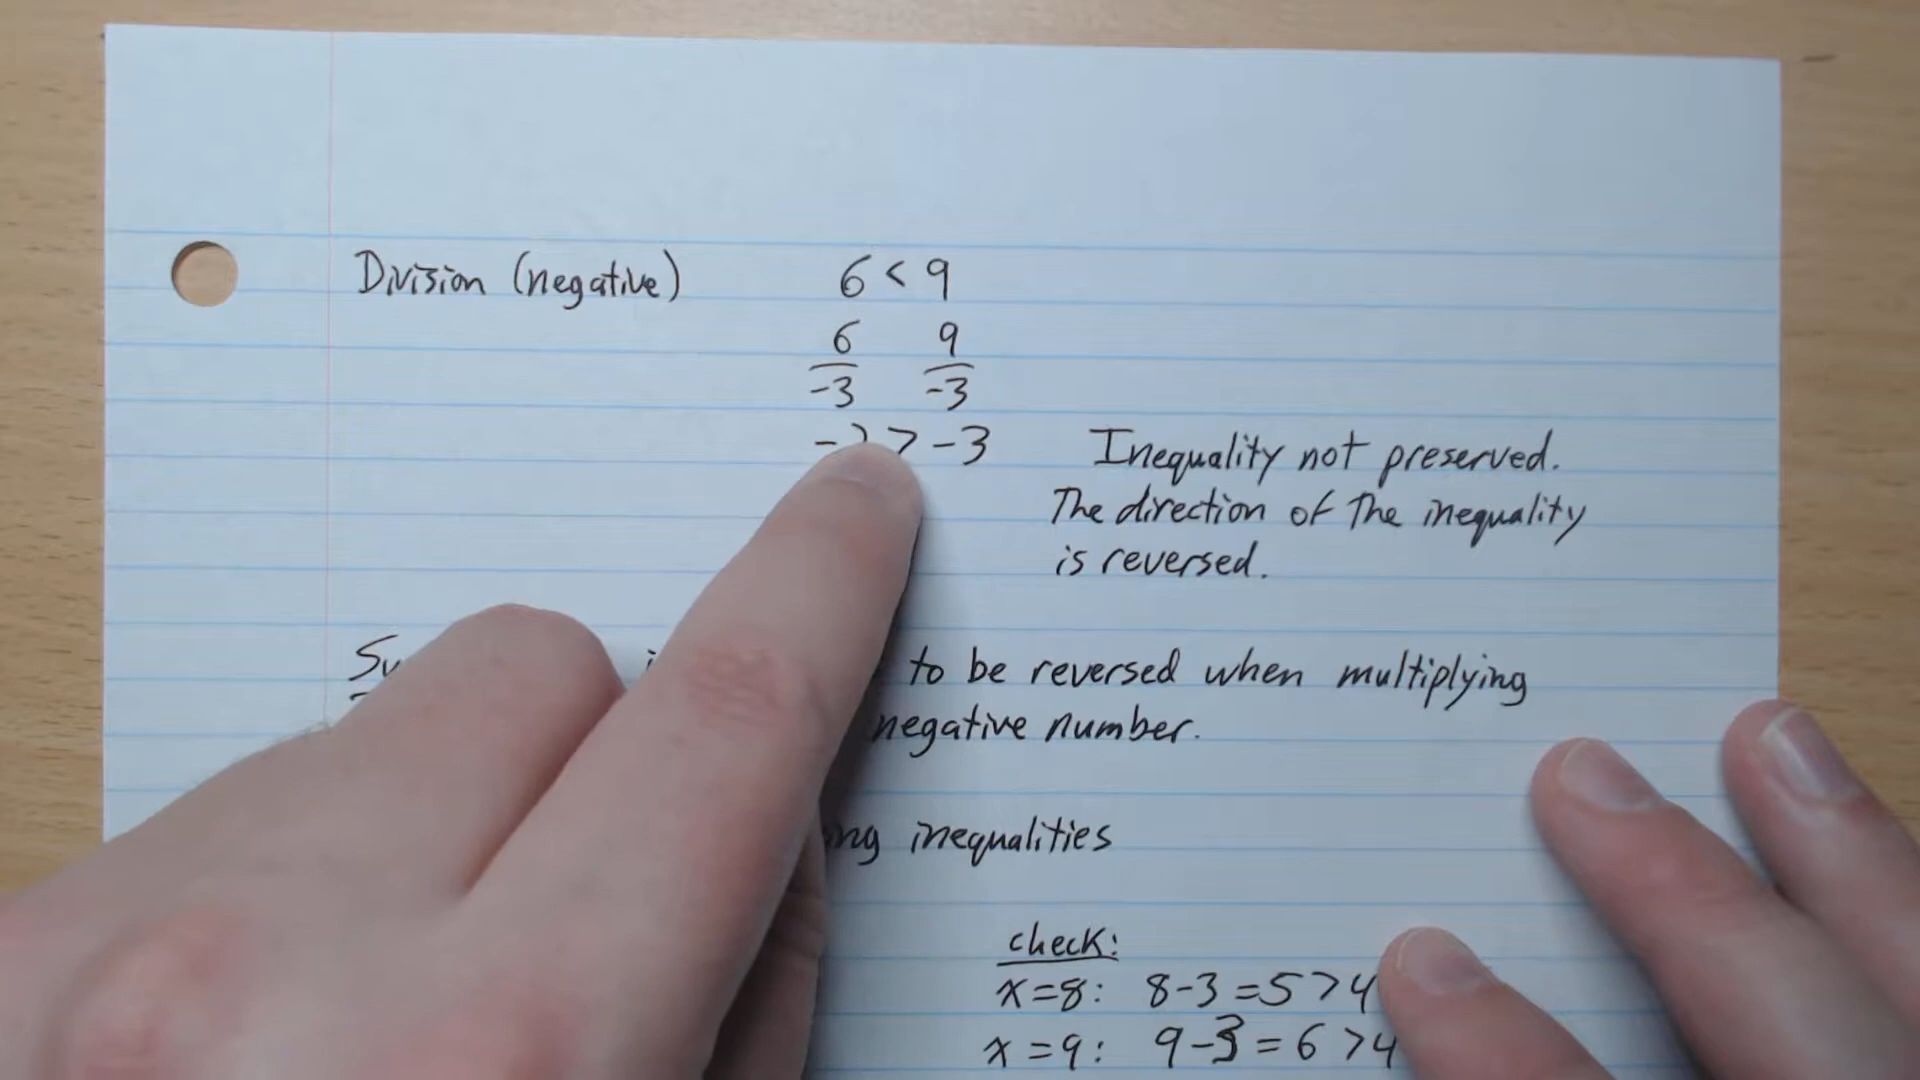 Division (negative) 6 < 9
6 9
-3 -3
> -3
Inequality not preserved.
The direction of the inequality
is reversed.
to be reversed when multiplying
negative number.
inequalities
check:
x=8: 8-3=5>4
x=9: 9-3=6>4